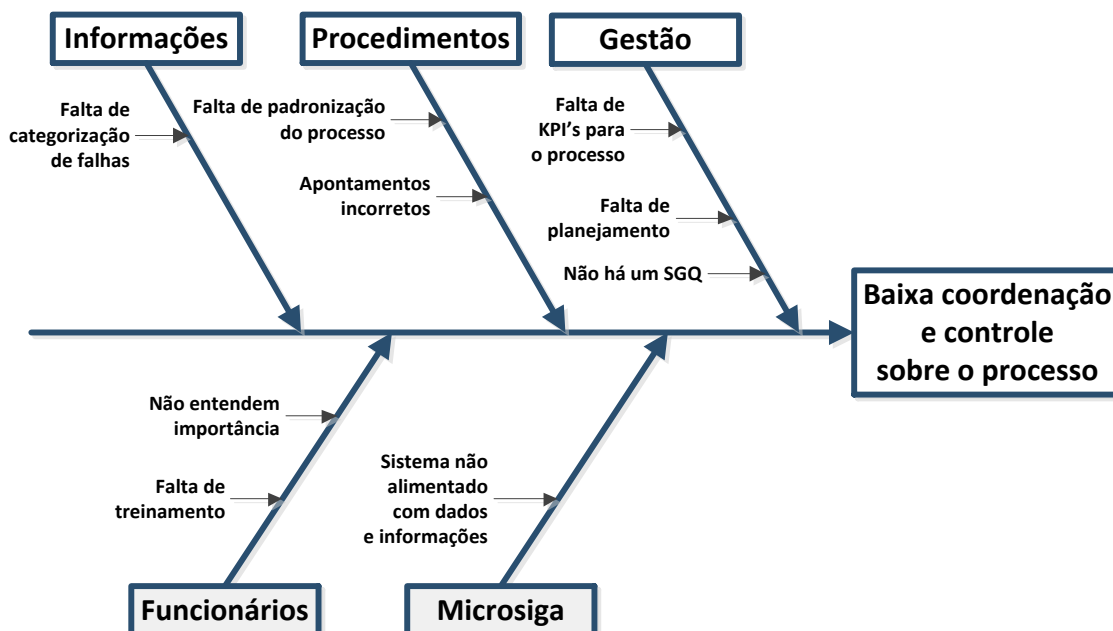 Informações
Procedimentos
Gestão
Falta de
categorização
de falhas
Falta de padronização
do processo
Apontamentos
incorretos
Falta de
KPI's para
o processo
Falta de
planejamento
Não há um SGQ
Baixa coordenação
e controle
sobre o processo
Não entendem
importância
Falta de
treinamento
Sistema não
alimentado
com dados
e informações
Funcionários
Microsiga